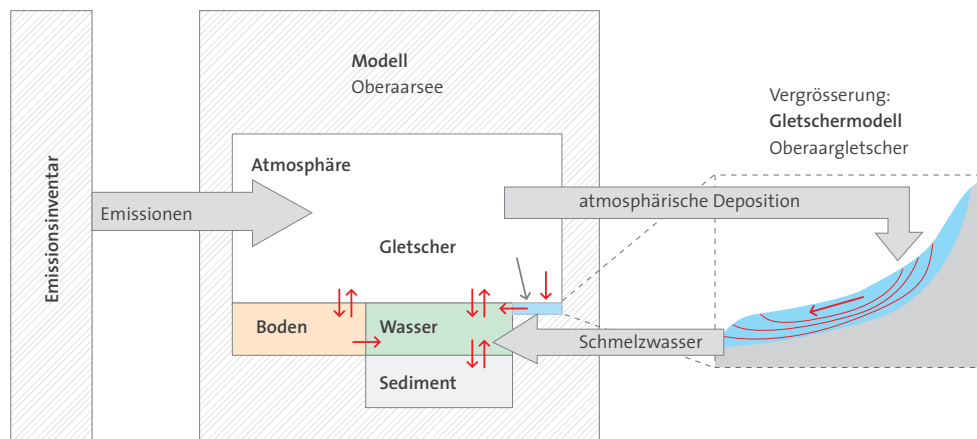 Emissionsinventar
Modell
Oberaarsee
Atmosphäre
Emissionen
Gletscher
Boden
Wasser
Sediment
Vergrösserung:
Gletschermodell
Oberaargletscher
atmosphärische Deposition
Schmelzwasser